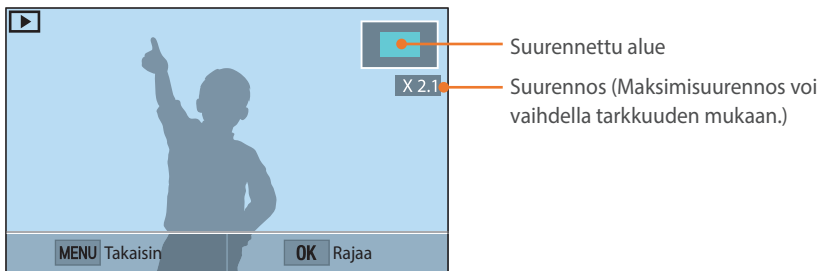 Suurennettu alue
X 2.1
Suurennos (Maksimisuurennos voi
vaihdella tarkkuuden mukaan.)
MENU Takaisin
OK Rajaa